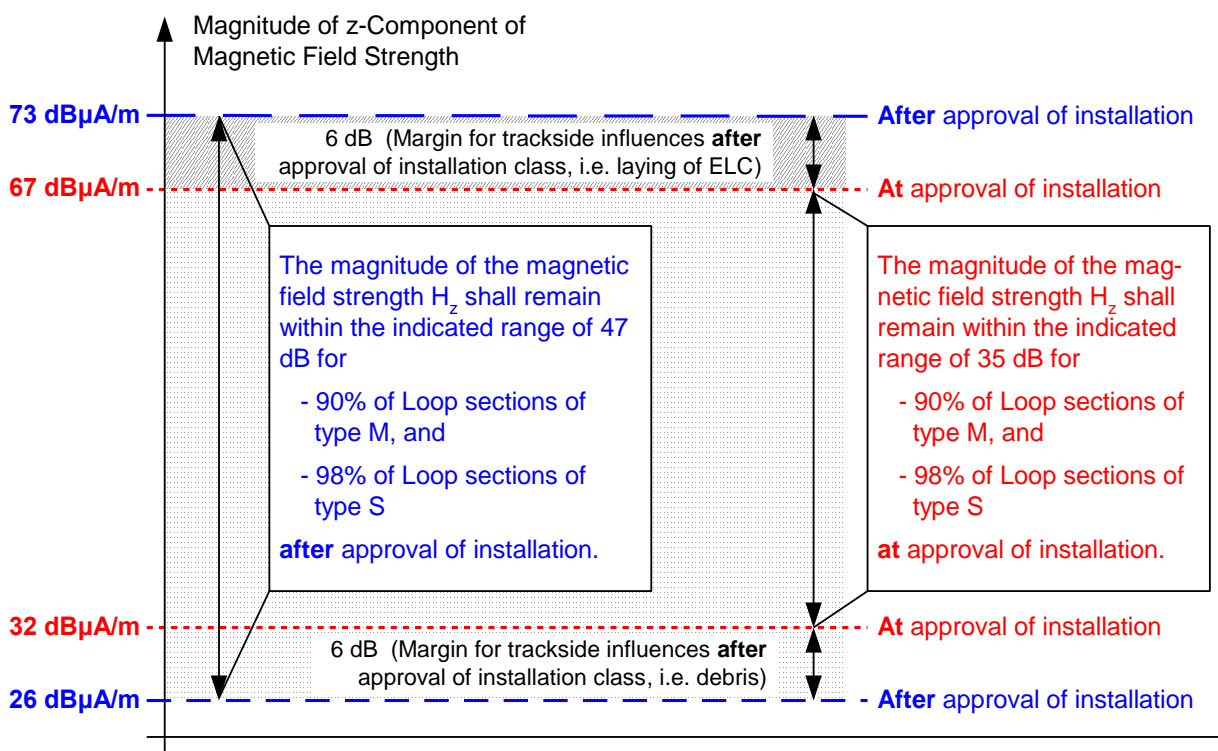 Magnitude of z-Component of
Magnetic Field Strength
73 dBµA/m
After approval of installation
6 dB (Margin for trackside influences after
approval of installation class, i.e. laying of ELC)
67 dBµA/m
At approval of installation
The magnitude of the magnetic
field strength Hz shall remain
within the indicated range of 47
dB for
- 90% of Loop sections of
type M, and
- 98% of Loop sections of
type S
after approval of installation.
The magnitude of the mag-
netic field strength Hz shall
remain within the indicated
range of 35 dB for
- 90% of Loop sections of
type M, and
- 98% of Loop sections of
type S
at approval of installation.
32 dBµA/m
At approval of installation
6 dB (Margin for trackside influences after
approval of installation class, i.e. debris)
26 dBµA/m
After approval of installation